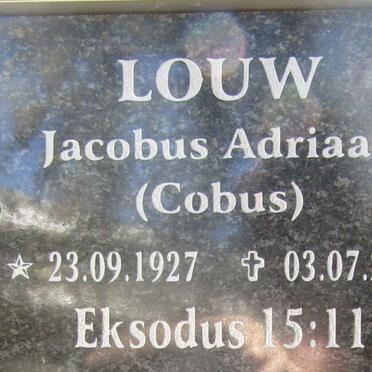 LOUW
Jacobus Adriaa
(Cobus)
☆ 23.09.1927 ✝ 03.07.
Eksodus 15:11